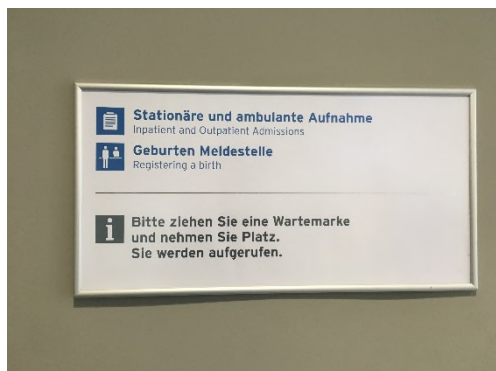 Stationäre und ambulante Aufnahme
Inpatient and Outpatient Admissions
Geburten Meldestelle
Registering a birth
i Bitte ziehen Sie eine Wartemarke
und nehmen Sie Platz.
Sie werden aufgerufen.